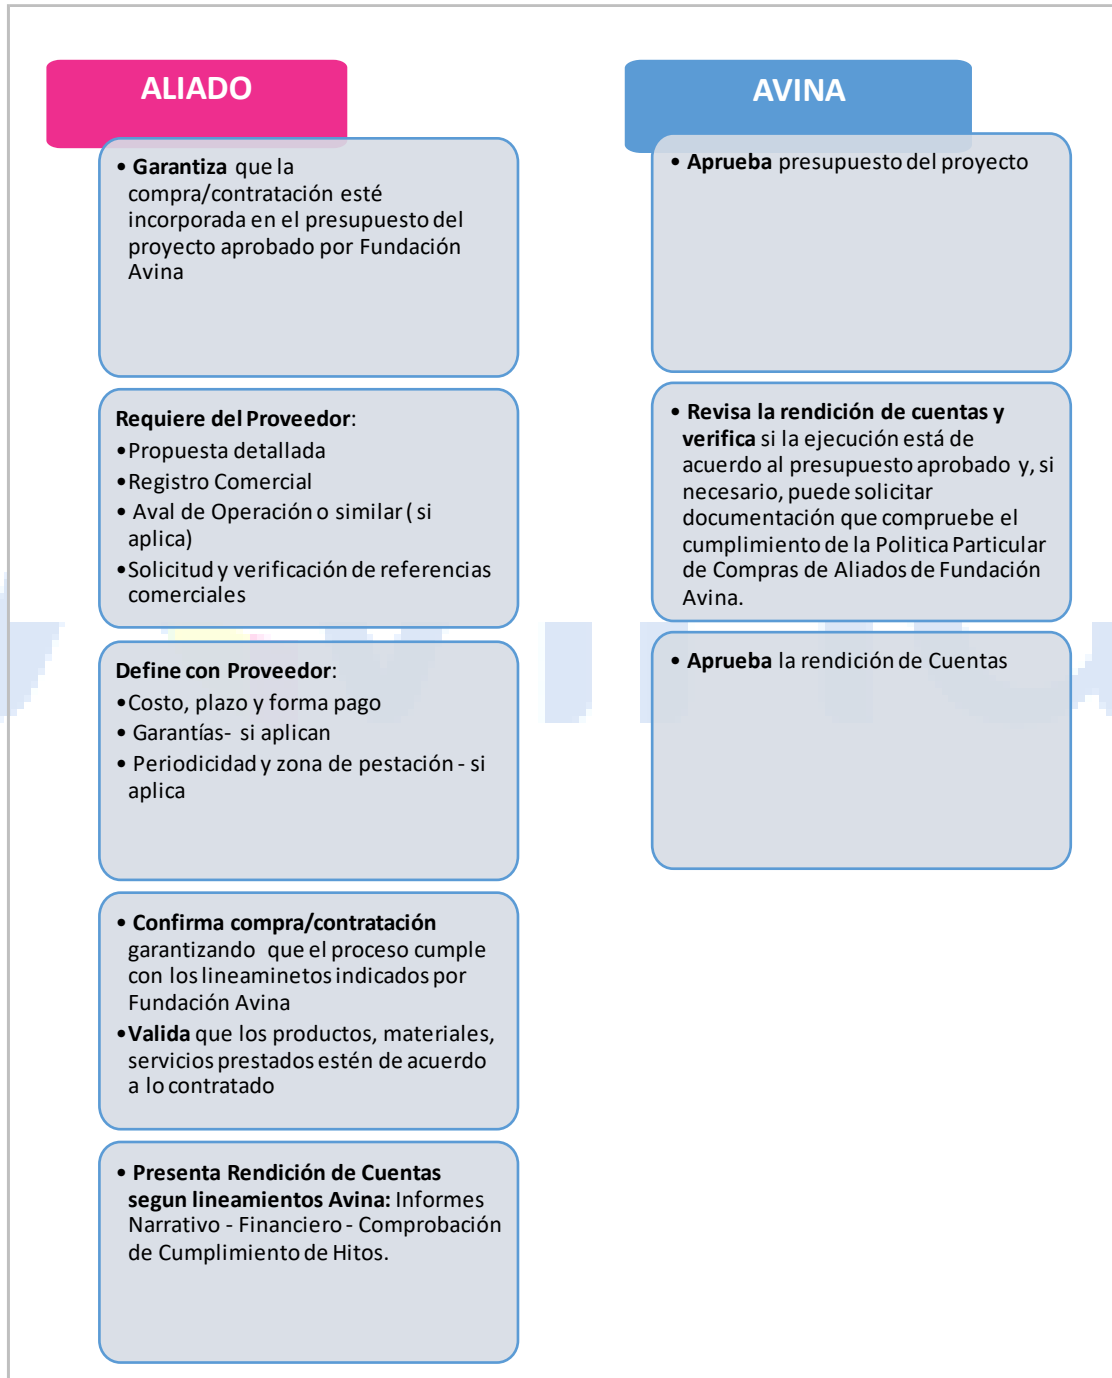 ALIADO
• Garantiza que la
compra/contratación esté
incorporada en el presupuesto del
proyecto aprobado por Fundación
Avina
Requiere del Proveedor:
•Propuesta detallada
•Registro Comercial
• Aval de Operación o similar ( si
aplica)
•Solicitud y verificación de referencias
comerciales
Define con Proveedor:
•Costo, plazo y forma pago
• Garantías- si aplican
• Periodicidad y zona de pestación - si
aplica
• Confirma compra/contratación
garantizando que el proceso cumple
con los lineaminetos indicados por
Fundación Avina
•Valida que los productos, materiales,
servicios prestados estén de acuerdo
a lo contratado
• Presenta Rendición de Cuentas
segun lineamientos Avina: Informes
Narrativo - Financiero - Comprobación
de Cumplimiento de Hitos.
AVINA
• Aprueba presupuesto del proyecto
• Revisa la rendición de cuentas y
verifica si la ejecución está de
acuerdo al presupuesto aprobado y, si
necesario, puede solicitar
documentación que compruebe el
cumplimiento de la Politica Particular
de Compras de Aliados de Fundación
Avina.
• Aprueba la rendición de Cuentas